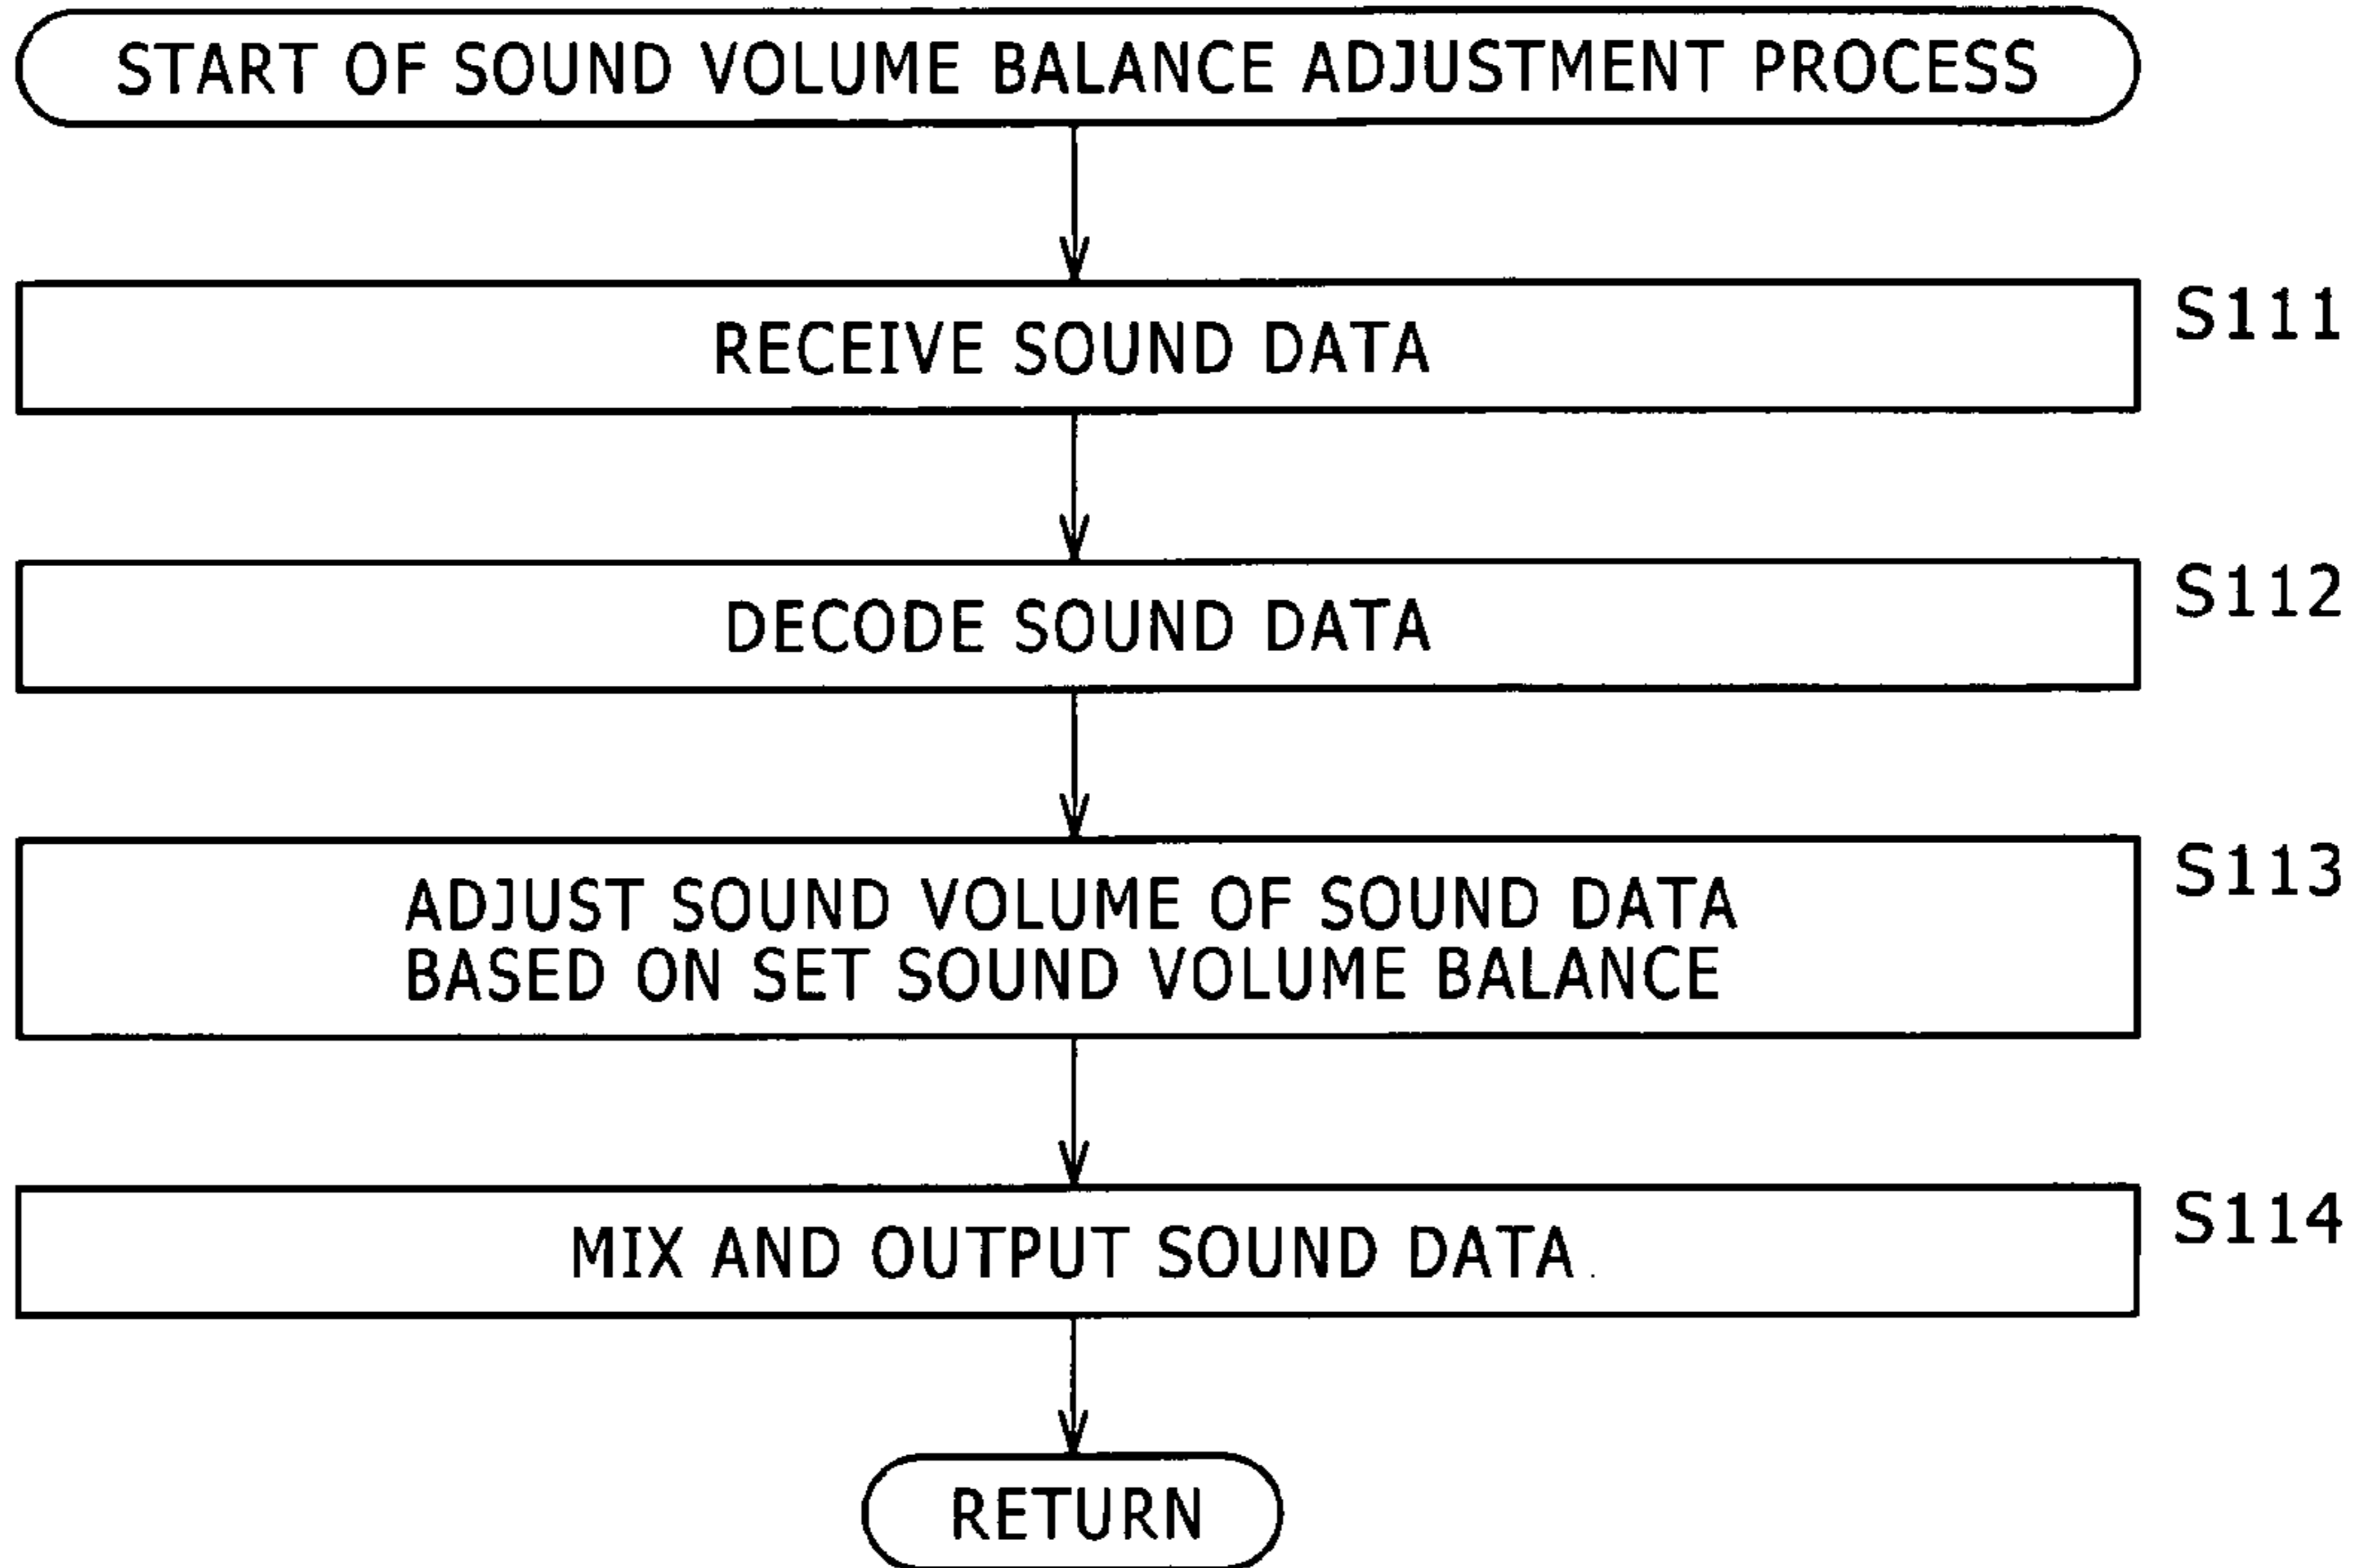 START OF SOUND VOLUME BALANCE ADJUSTMENT PROCESS
RECEIVE SOUND DATA
S111
DECODE SOUND DATA
S112
ADJUST SOUND VOLUME OF SOUND DATA
BASED ON SET SOUND VOLUME BALANCE
S113
MIX AND OUTPUT SOUND DATA
S114
RETURN